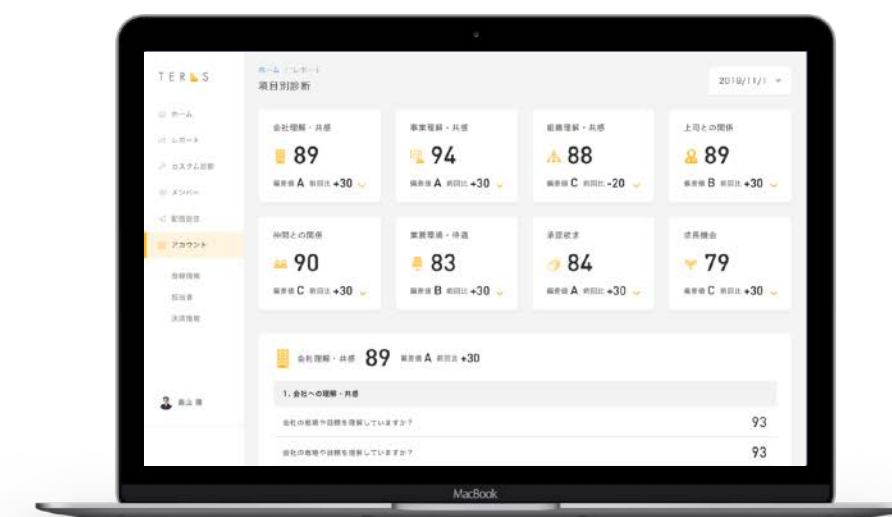 TERAS
ホーム / レポート
項目別診断
2019/11/1
ホーム
レポート
カスタム診断
メンバー
配信設定
アカウント
登録情報
担当者
決済情報
会社理解・共感
89
偏差値 A 前回比 +30
事業理解・共感
94
偏差値 A 前回比 +30
組織理解・共感
88
偏差値 C 前回比 -20
上司との関係
89
偏差値 B 前回比 +30
仲間との関係
90
偏差値 C 前回比 +30
業務環境・待遇
83
偏差値 B 前回比 +30
承認欲求
84
偏差値 A 前回比 +30
成長機会
79
偏差値 C 前回比 +30
会社理解・共感 89 偏差値 A 前回比 +30
1. 会社への理解・共感
会社の戦略や目標を理解していますか？ 93
会社の戦略や目標を理解していますか？ 93
MacBook